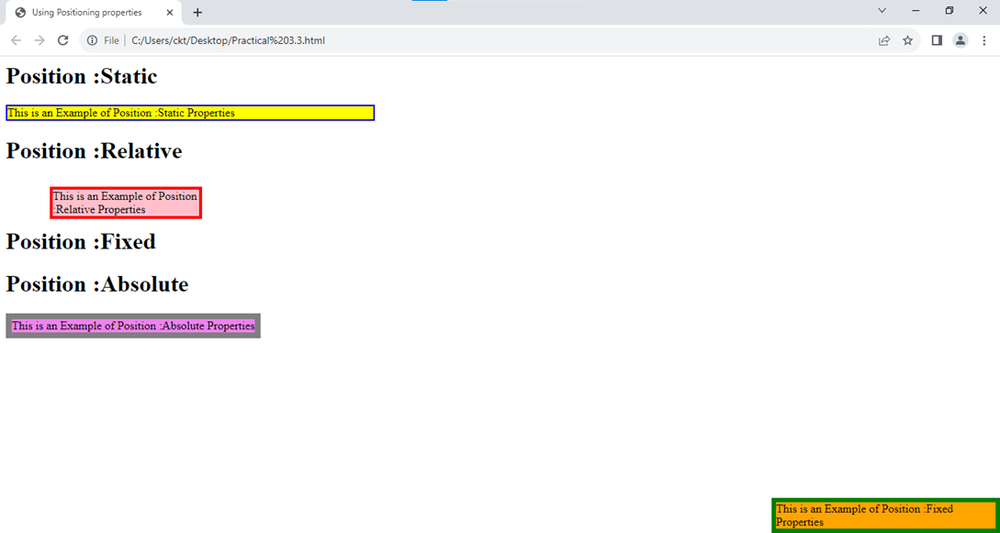 Using Positioning properties
File
C:/Users/ckt/Desktop/Practical%203.html
Position :Static
This is an Example of Position :Static Properties
Position :Relative
This is an Example of Position
:Relative Properties
Position :Fixed
Position :Absolute
This is an Example of Position :Absolute Properties
This is an Example of Position :Fixed
Properties